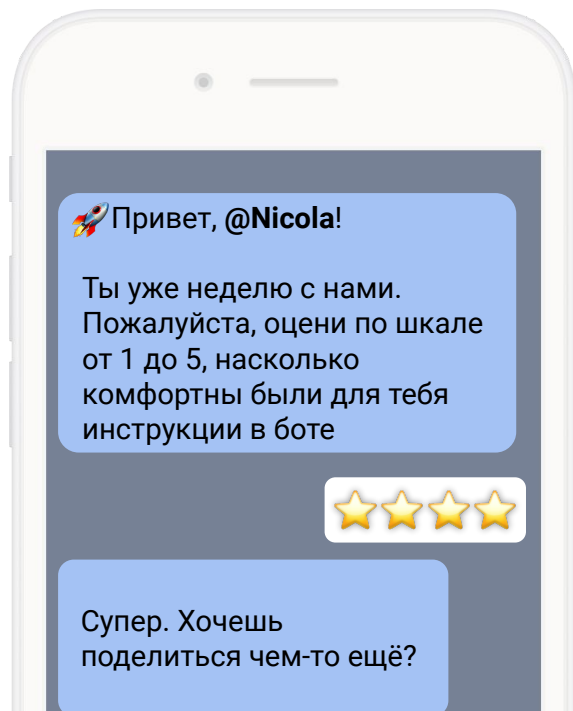 🚀Привет, @Nicola!
Ты уже неделю с нами.
Пожалуйста, оцени по шкале
от 1 до 5, насколько
комфортны были для тебя
инструкции в боте
⭐⭐⭐⭐
Супер. Хочешь
поделиться чем-то ещё?